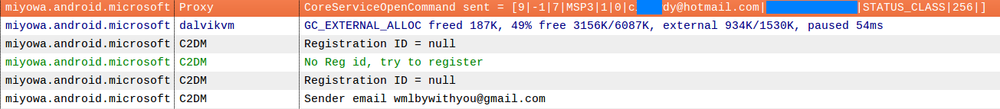 miyowa.android.microsoft Proxy CoreServiceOpenCommand sent = [9|-1|7|MSP3|1|0|c dy@hotmail.com| |STATUS_CLASS|256|]
miyowa.android.microsoft dalvikvm GC_EXTERNAL_ALLOC freed 187K, 49% free 3156K/6087K, external 934K/1530K, paused 54ms
miyowa.android.microsoft C2DM Registration ID = null
miyowa.android.microsoft C2DM No Reg id, try to register
miyowa.android.microsoft C2DM Registration ID = null
miyowa.android.microsoft C2DM Sender email wmlbywithyou@gmail.com